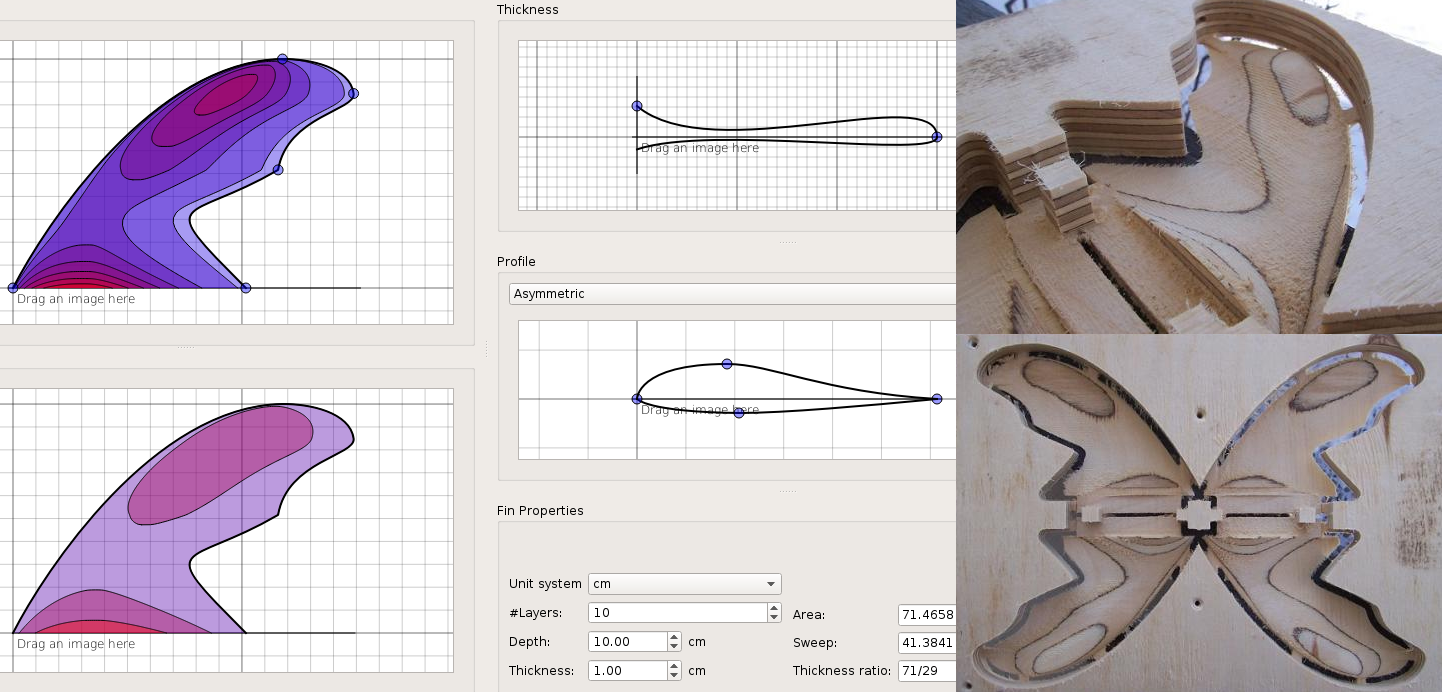 Drag an image here
Drag an image here
Thickness
Drag an image here
Profile
Asymmetric
Drag an image here
Fin Properties
Unit system cm
#Layers: 10 Area: 71.4658
Depth: 10.00 cm Sweep: 41.3841
Thickness: 1.00 cm Thickness ratio: 71/29